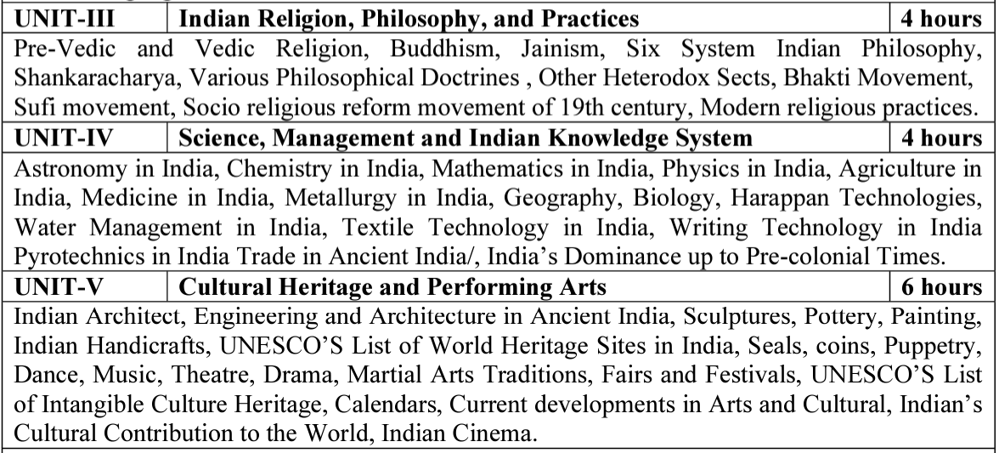 UNIT-III Indian Religion, Philosophy, and Practices 4 hours
Pre-Vedic and Vedic Religion, Buddhism, Jainism, Six System Indian Philosophy,
Shankaracharya, Various Philosophical Doctrines , Other Heterodox Sects, Bhakti Movement,
Sufi movement, Socio religious reform movement of 19th century, Modern religious practices.
UNIT-IV Science, Management and Indian Knowledge System 4 hours
Astronomy in India, Chemistry in India, Mathematics in India, Physics in India, Agriculture in
India, Medicine in India, Metallurgy in India, Geography, Biology, Harappan Technologies,
Water Management in India, Textile Technology in India, Writing Technology in India
Pyrotechnics in India Trade in Ancient India/, India’s Dominance up to Pre-colonial Times.
UNIT-V Cultural Heritage and Performing Arts 6 hours
Indian Architect, Engineering and Architecture in Ancient India, Sculptures, Pottery, Painting,
Indian Handicrafts, UNESCO’S List of World Heritage Sites in India, Seals, coins, Puppetry,
Dance, Music, Theatre, Drama, Martial Arts Traditions, Fairs and Festivals, UNESCO’S List
of Intangible Culture Heritage, Calendars, Current developments in Arts and Cultural, Indian’s
Cultural Contribution to the World, Indian Cinema.